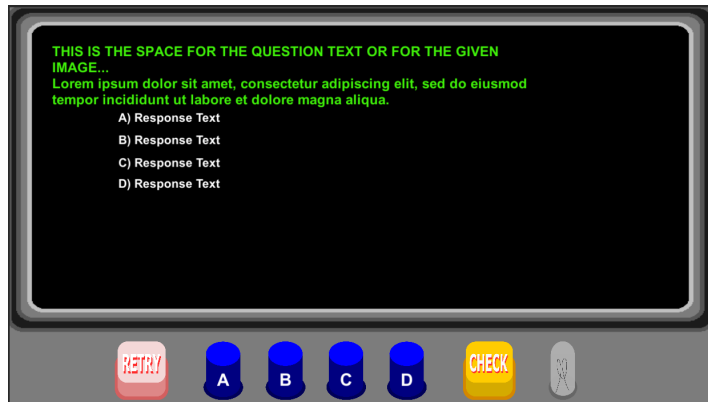 THIS IS THE SPACE FOR THE QUESTION TEXT OR FOR THE GIVEN
IMAGE...
Lorem ipsum dolor sit amet, consectetur adipiscing elit, sed do eiusmod
tempor incididunt ut labore et dolore magna aliqua.
A) Response Text
B) Response Text
C) Response Text
D) Response Text
RETRY A B C D CHECK